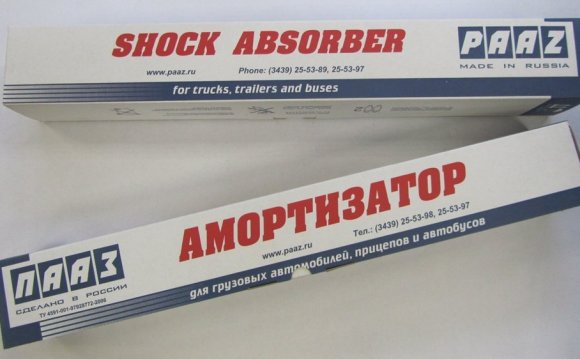 SHOCK ABSORBER
PAAZ
MADE IN RUSSIA
www.paaz.ru Phone: (3439) 25-53-89, 25-53-97
for trucks, trailers and buses
АМОРТИЗАТОР
www.paaz.ru Тел.: (3439) 25-53-98, 25-53-97
для грузовых автомобилей, прицепов и автобусов
ПААЗ
СДЕЛАНО В РОССИИ